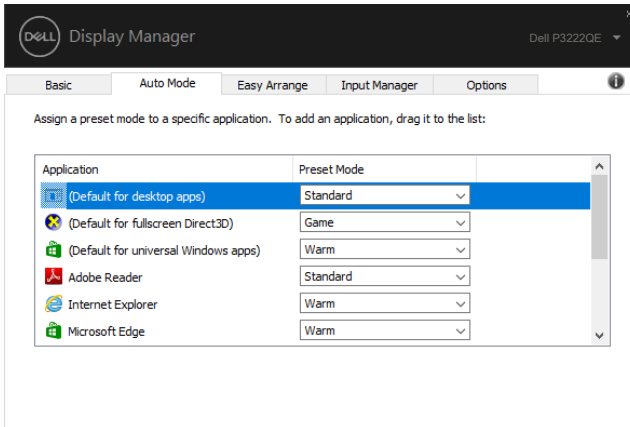 DELL Display Manager
Dell P3222QE
Basic Auto Mode Easy Arrange Input Manager Options
Assign a preset mode to a specific application. To add an application, drag it to the list:
Application Preset Mode
(Default for desktop apps) Standard
(Default for fullscreen Direct3D) Game
(Default for universal Windows apps) Warm
Adobe Reader Standard
Internet Explorer Warm
Microsoft Edge Warm